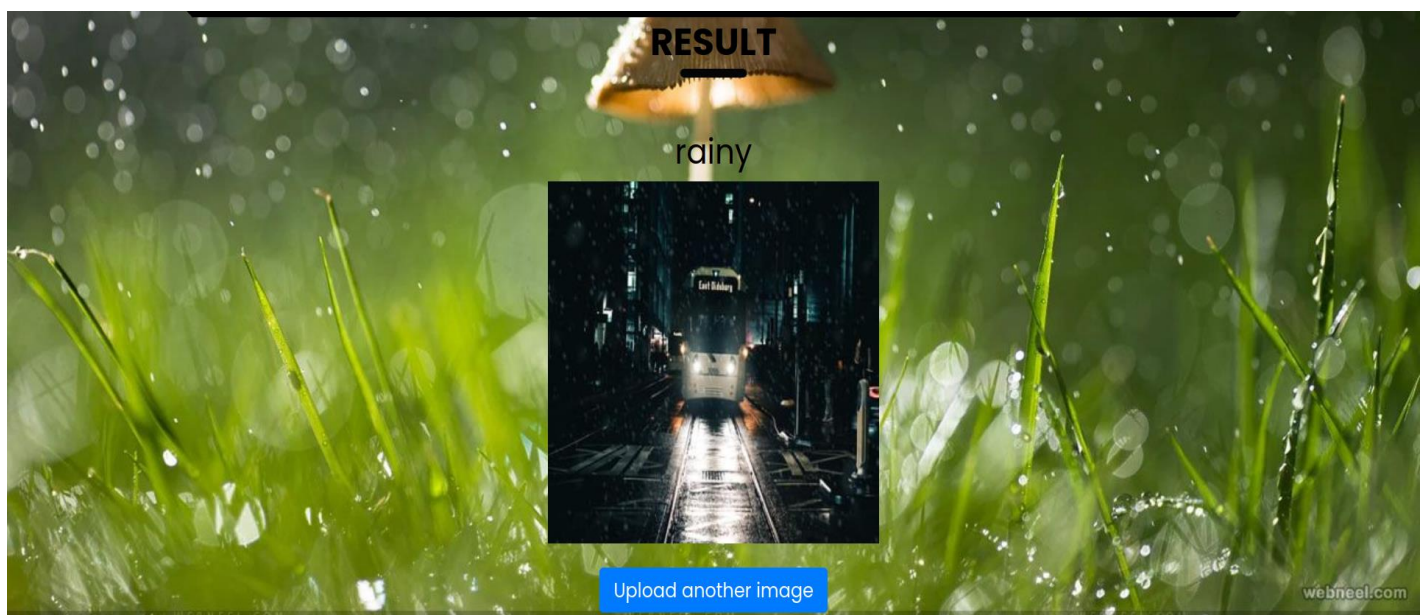 RESULT
rainy
East Didsbury
Upload another image
webneel.com